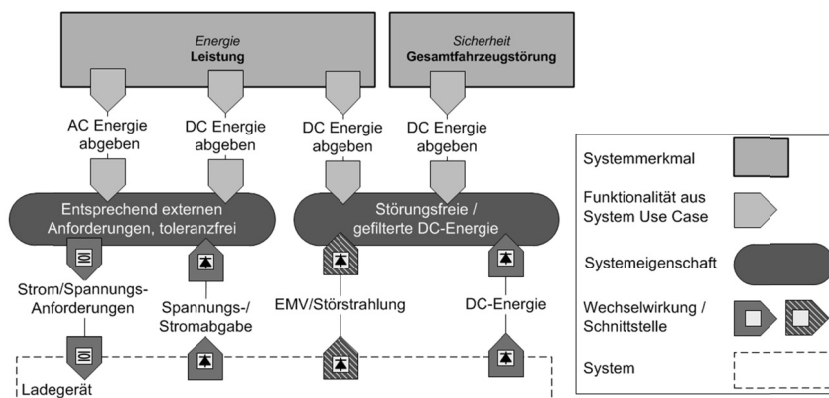 Energie
Leistung
Sicherheit
Gesamtfahrzeugstörung
AC Energie
abgeben
DC Energie
abgeben
DC Energie
abgeben
DC Energie
abgeben
Entsprechend externen
Anforderungen, toleranzfrei
Störungsfreie /
gefilterte DC-Energie
Strom/Spannungs-
Anforderungen
Spannungs-/
Stromabgabe
EMV/Störstrahlung
DC-Energie
Ladegerät
Systemmerkmal
Funktionalität aus
System Use Case
Systemeigenschaft
Wechselwirkung /
Schnittstelle
System